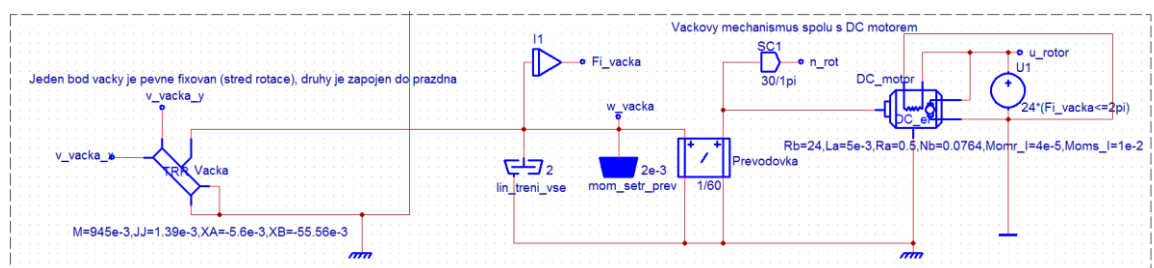 Vackovy mechanismus spolu s DC motorem
I1
SC1
Fi_vacka
n_rot
30/1pi
u_rotor
U1
Jeden bod vacky je pevne fixovan (stred rotace), druhy je zapojen do prazdna
v_vacka_y
DC_motor
w_vacka
24*(Fi_vacka<=2pi)
DC_er
v_vacka_x
TRR
Vacka
2
lin_treni_vse
2e-3
mom_setr_prev
Prevodovka
1/60
Rb=24,La=5e-3,Ra=0.5,Nb=0.0764,Momr_I=4e-5,Moms_I=1e-2
M=945e-3,JJ=1.39e-3,XA=-5.6e-3,XB=-55.56e-3